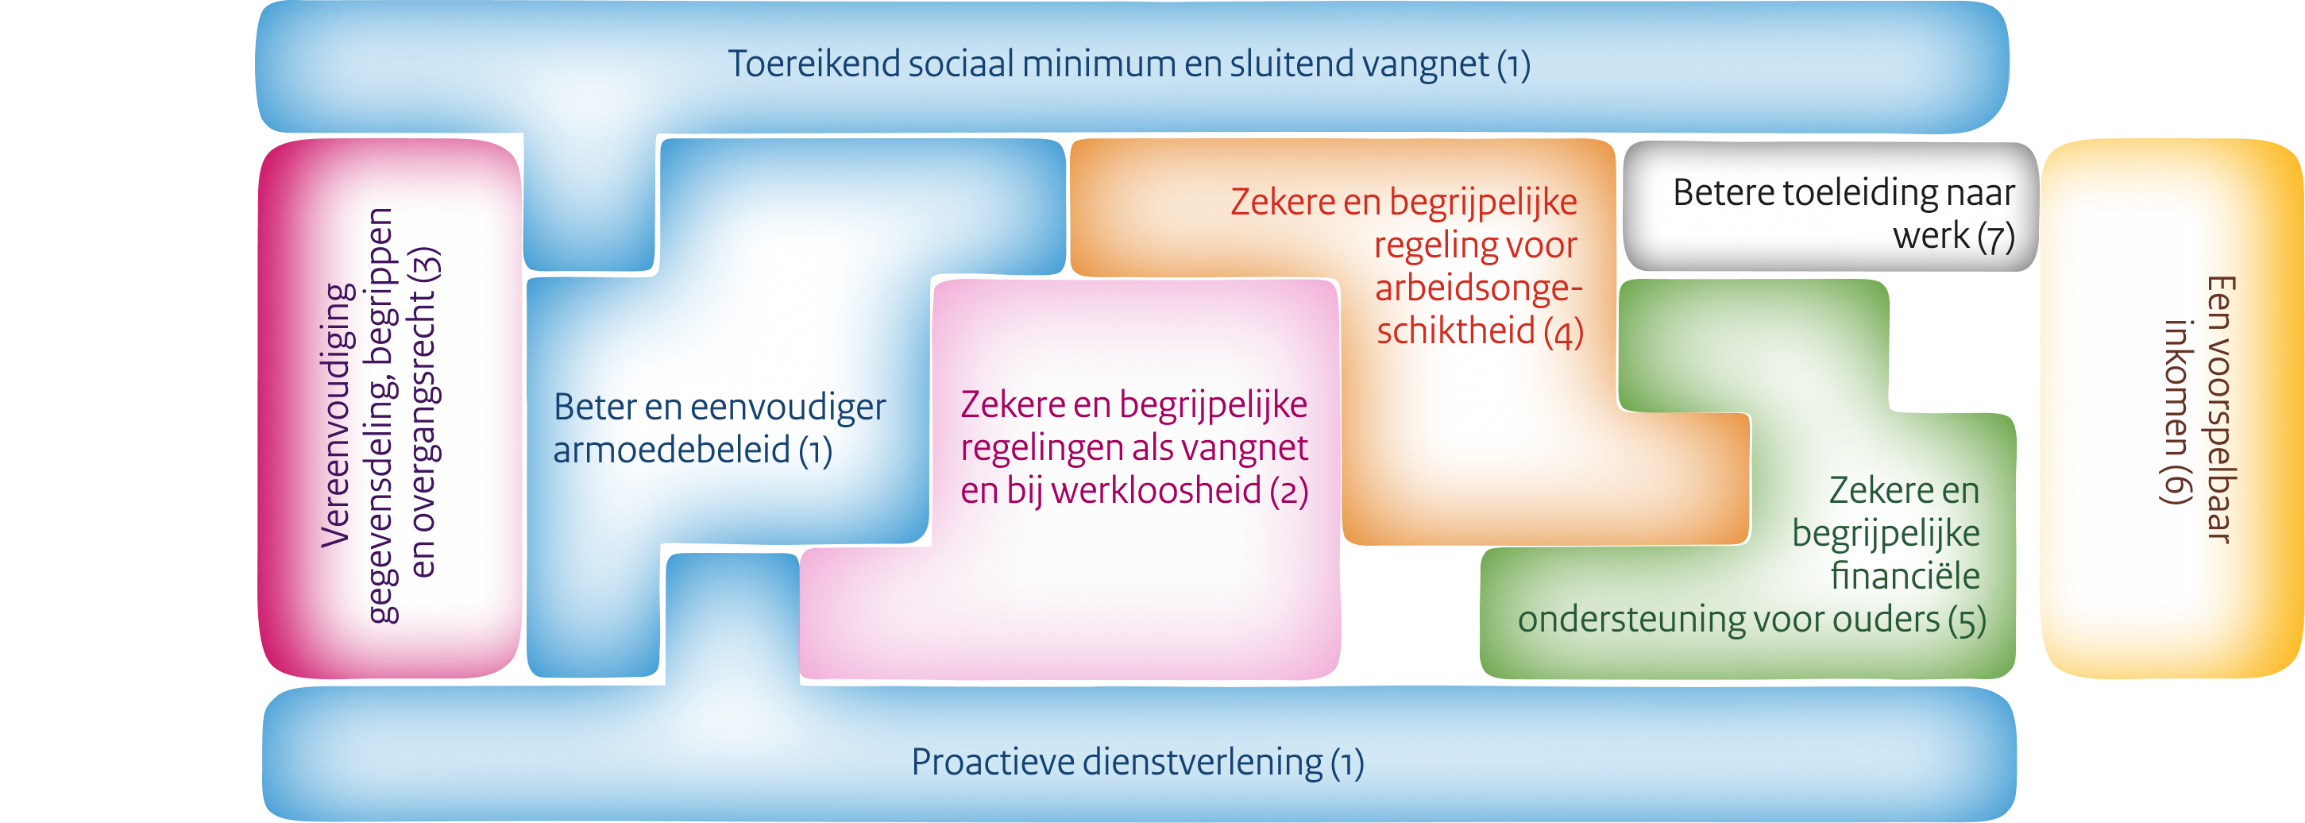 Toereikend sociaal minimum en sluitend vangnet (1)
Vereenvoudiging
gegevensdeling, begrippen
en overgangsrecht (3)
Beter en eenvoudiger
armoedebeleid (1)
Zekere en begrijpelijke
regelingen als vangnet
en bij werkloosheid (2)
Zekere en begrijpelijke
regeling voor
arbeidsonge-
schiktheid (4)
Betere toeleiding naar
werk (7)
Zekere en
begrijpelijke
financiële
ondersteuning voor ouders (5)
Een voorspelbaar
inkomen (6)
Proactieve dienstverlening (1)